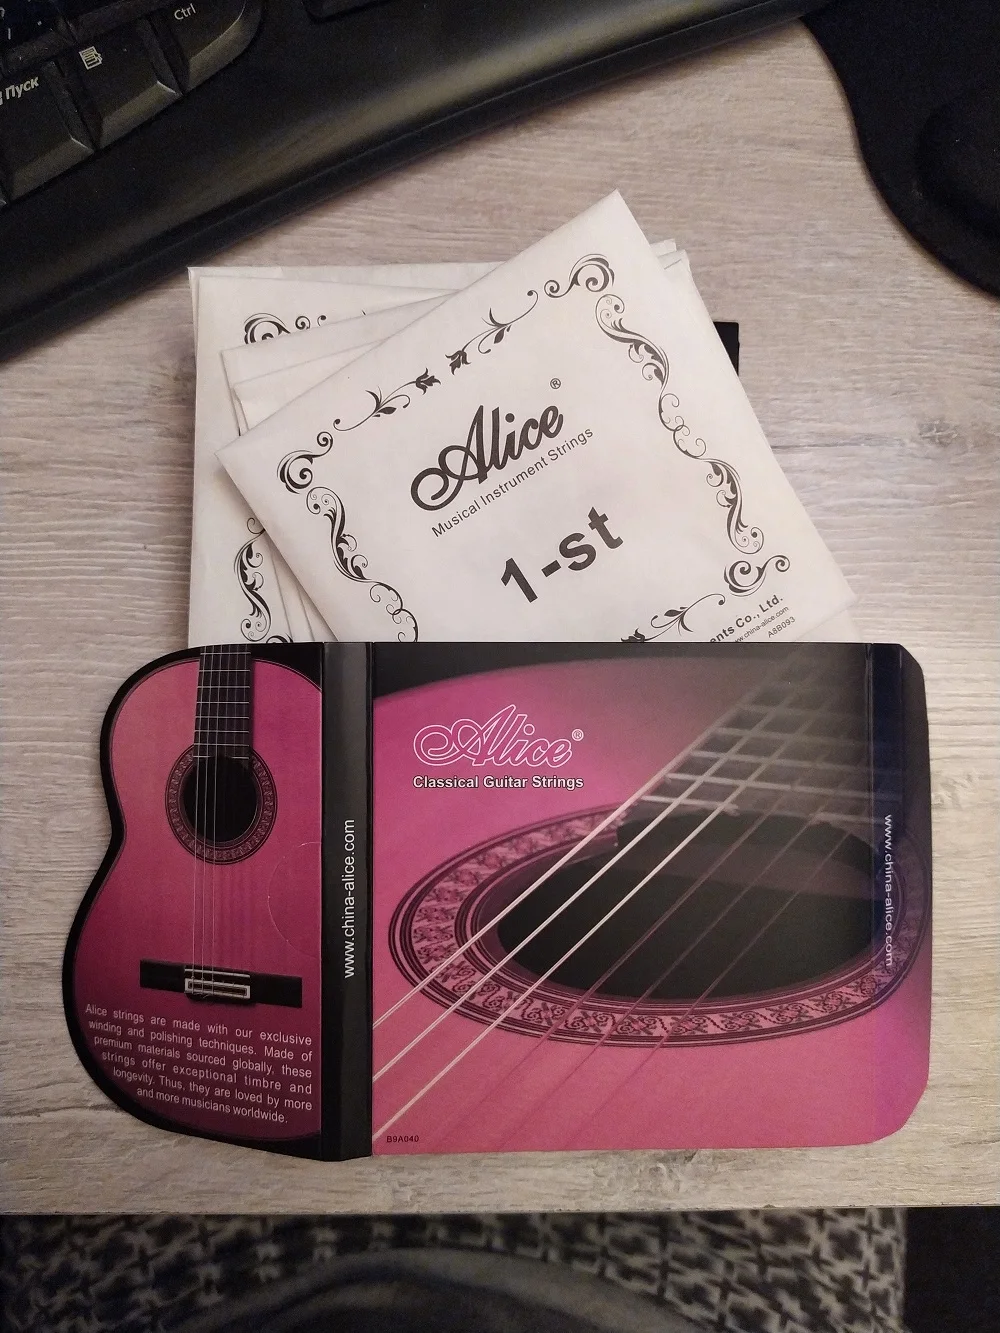 Ctrl
Пуск
Alice®
Musical Instrument Strings
1-st
ents Co., Ltd.
www.china-alice.com
A8B093
Alice®
Classical Guitar Strings
www.china-alice.com
www.china-alice.com
Alice strings are made with our exclusive
winding and polishing techniques. Made of
premium materials sourced globally, these
strings offer exceptional timbre and
longevity. Thus, they are loved by more
and more musicians worldwide.
B9A040